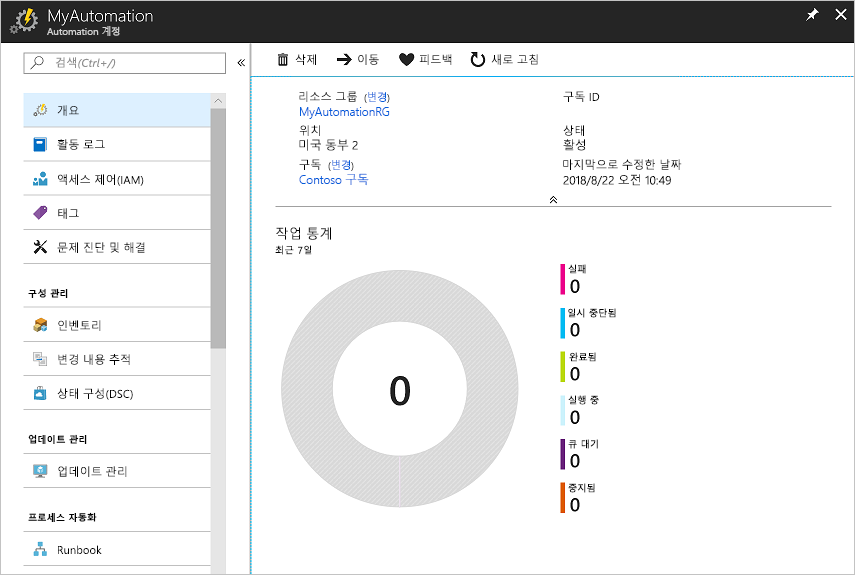 MyAutomation
Automation 계정
검색(Ctrl+/)
개요
활동 로그
액세스 제어(IAM)
태그
문제 진단 및 해결
구성 관리
인벤토리
변경 내용 추적
상태 구성(DSC)
업데이트 관리
업데이트 관리
프로세스 자동화
Runbook
삭제 이동 피드백 새로 고침
리소스 그룹 (변경)
MyAutomationRG
위치
미국 동부 2
구독 (변경)
Contoso 구독
구독 ID
상태
활성
마지막으로 수정한 날짜
2018/8/22 오전 10:49
작업 통계
최근 7일
0
실패
0
일시 중단됨
0
완료됨
0
실행 중
0
큐 대기
0
중지됨
0